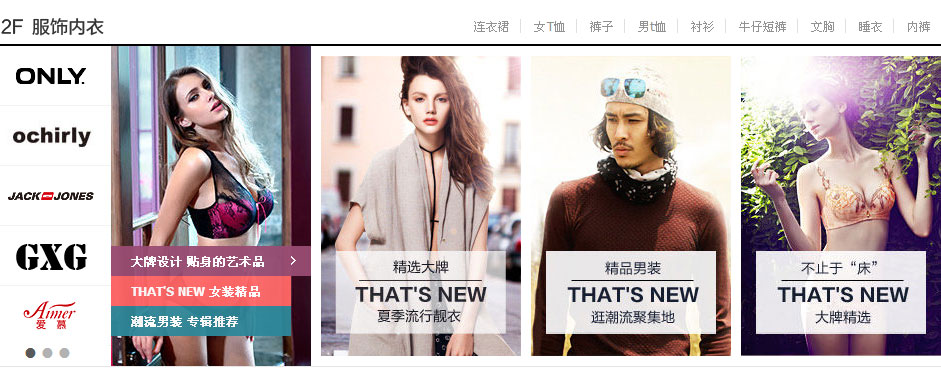 2F 服饰内衣
连衣裙 女T恤 裤子 男t恤 衬衫 牛仔短裤 文胸 睡衣 内裤
ONLY.
ochirly
JACK JONES
GXG
Aimer
爱慕
大牌设计 贴身的艺术品 >
THAT'S NEW 女装精品
潮流男装 专辑推荐
精选大牌
THAT'S NEW
夏季流行靓衣
精品男装
THAT'S NEW
逛潮流聚集地
不止于“床”
THAT'S NEW
大牌精选